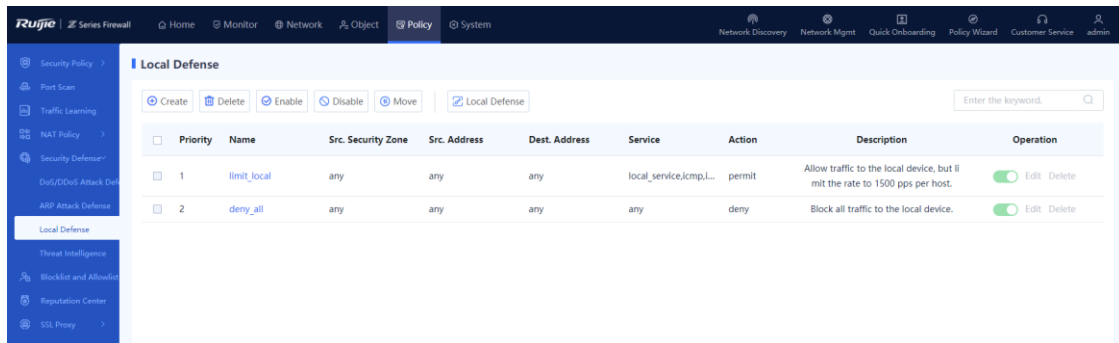 Ruijie | Z Series Firewall
Home
Monitor
Network
Object
Policy
System
Network Discovery
Network Mgmt
Quick Onboarding
Policy Wizard
Customer Service
admin
Security Policy
Port Scan
Traffic Learning
NAT Policy
Security Defense
DoS/DDoS Attack Def
ARP Attack Defense
Local Defense
Threat Intelligence
Blocklist and Allowlist
Reputation Center
SSL Proxy
Local Defense
Create
Delete
Enable
Disable
Move
Local Defense
Enter the keyword.
Priority Name Src. Security Zone Src. Address Dest. Address Service Action Description Operation
1 limit_local any any any local_service,icmp,i... permit Allow traffic to the local device, but li
mit the rate to 1500 pps per host. Edit Delete
2 deny_all any any any any deny Block all traffic to the local device. Edit Delete